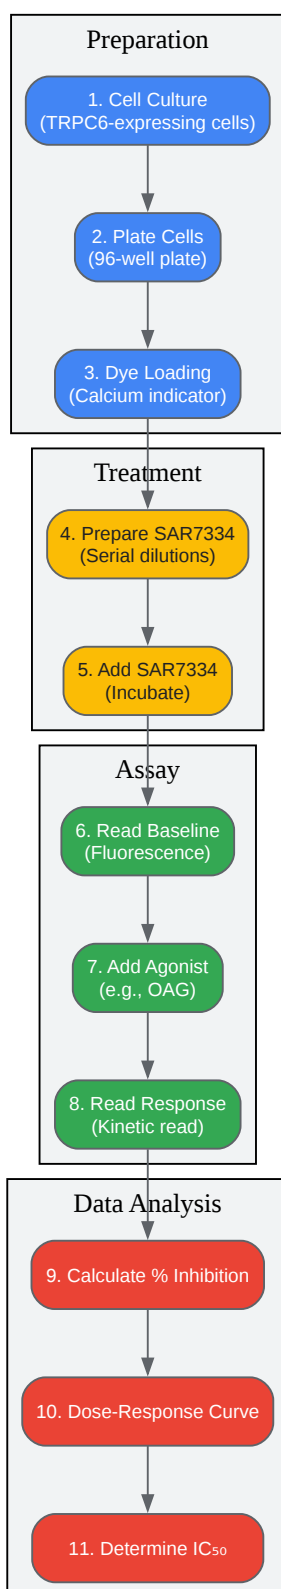 Preparation
1. Cell Culture
(TRPC6-expressing cells)
2. Plate Cells
(96-well plate)
3. Dye Loading
(Calcium indicator)
Treatment
4. Prepare SAR7334
(Serial dilutions)
5. Add SAR7334
(Incubate)
Assay
6. Read Baseline
(Fluorescence)
7. Add Agonist
(e.g., OAG)
8. Read Response
(Kinetic read)
Data Analysis
9. Calculate % Inhibition
10. Dose-Response Curve
11. Determine IC₅₀